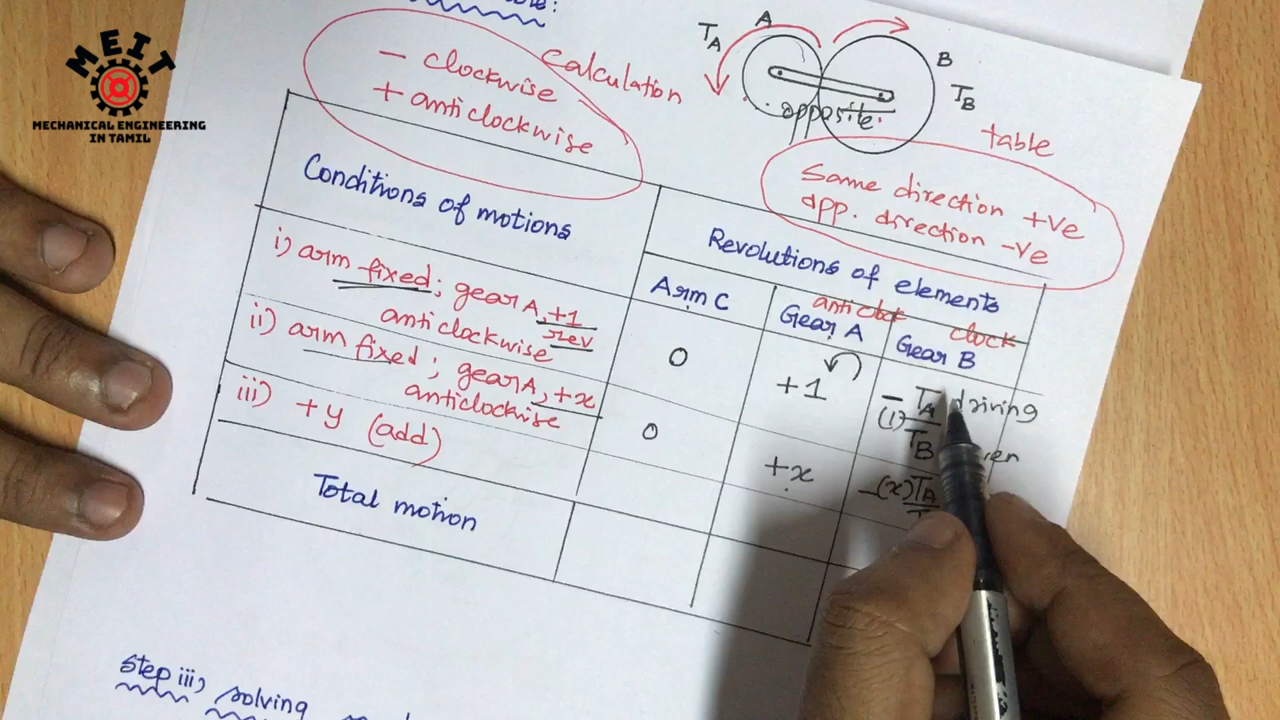 MEIT
MECHANICAL ENGINEERING
IN TAMIL
- clockwise
+ anticlockwise
Calculation
TA
A
B
TB
opposite
table
Same direction +ve
opp. direction -ve
Conditions of motions
Revolutions of elements
Arm C
anticlock
Gear A
clock
Gear B
i) arm fixed; gear A, +1
rev
anticlockwise
0
+1
- TA driving
(1)
TB
ii) arm fixed; gear A, +x
anticlockwise
0
+x
-(x) TA
iii) +y (add)
Total motion
Step iii) solving